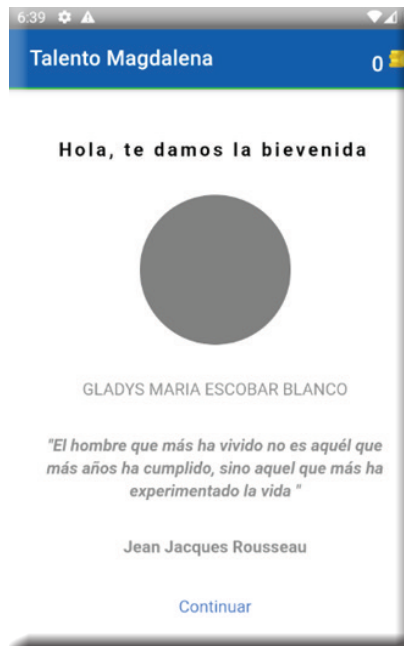 6:39
Talento Magdalena
0
Hola, te damos la bievenida
GLADYS MARIA ESCOBAR BLANCO
"El hombre que más ha vivido no es aquél que
más años ha cumplido, sino aquel que más ha
experimentado la vida "
Jean Jacques Rousseau
Continuar